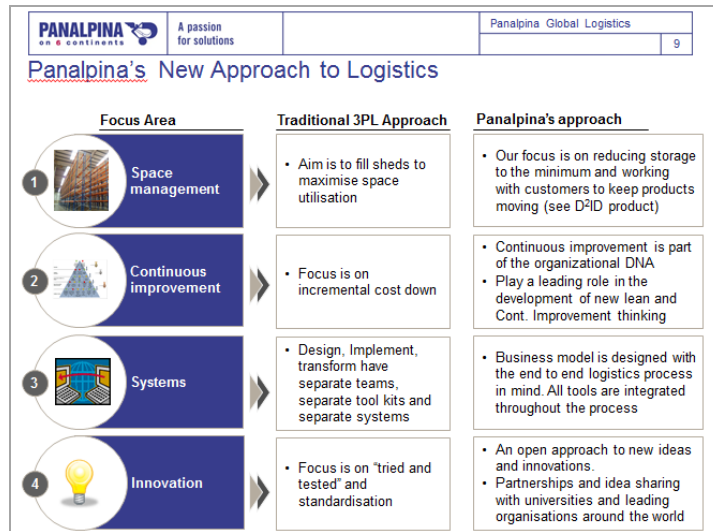 PANALPINA
on 6 continents
A passion
for solutions
Panalpina Global Logistics
9
Panalpina's New Approach to Logistics
Focus Area
Traditional 3PL Approach
Panalpina's approach
1
Space
management
• Aim is to fill sheds to
maximise space
utilisation
• Our focus is on reducing storage
to the minimum and working
with customers to keep products
moving (see D²ID product)
2
Continuous
improvement
• Focus is on
incremental cost down
• Continuous improvement is part
of the organizational DNA
• Play a leading role in the
development of new lean and
Cont. Improvement thinking
3
Systems
• Design, Implement,
transform have
separate teams,
separate tool kits and
separate systems
• Business model is designed with
the end to end logistics process
in mind. All tools are integrated
throughout the process
4
Innovation
• Focus is on "tried and
tested" and
standardisation
• An open approach to new ideas
and innovations.
• Partnerships and idea sharing
with universities and leading
organisations around the world